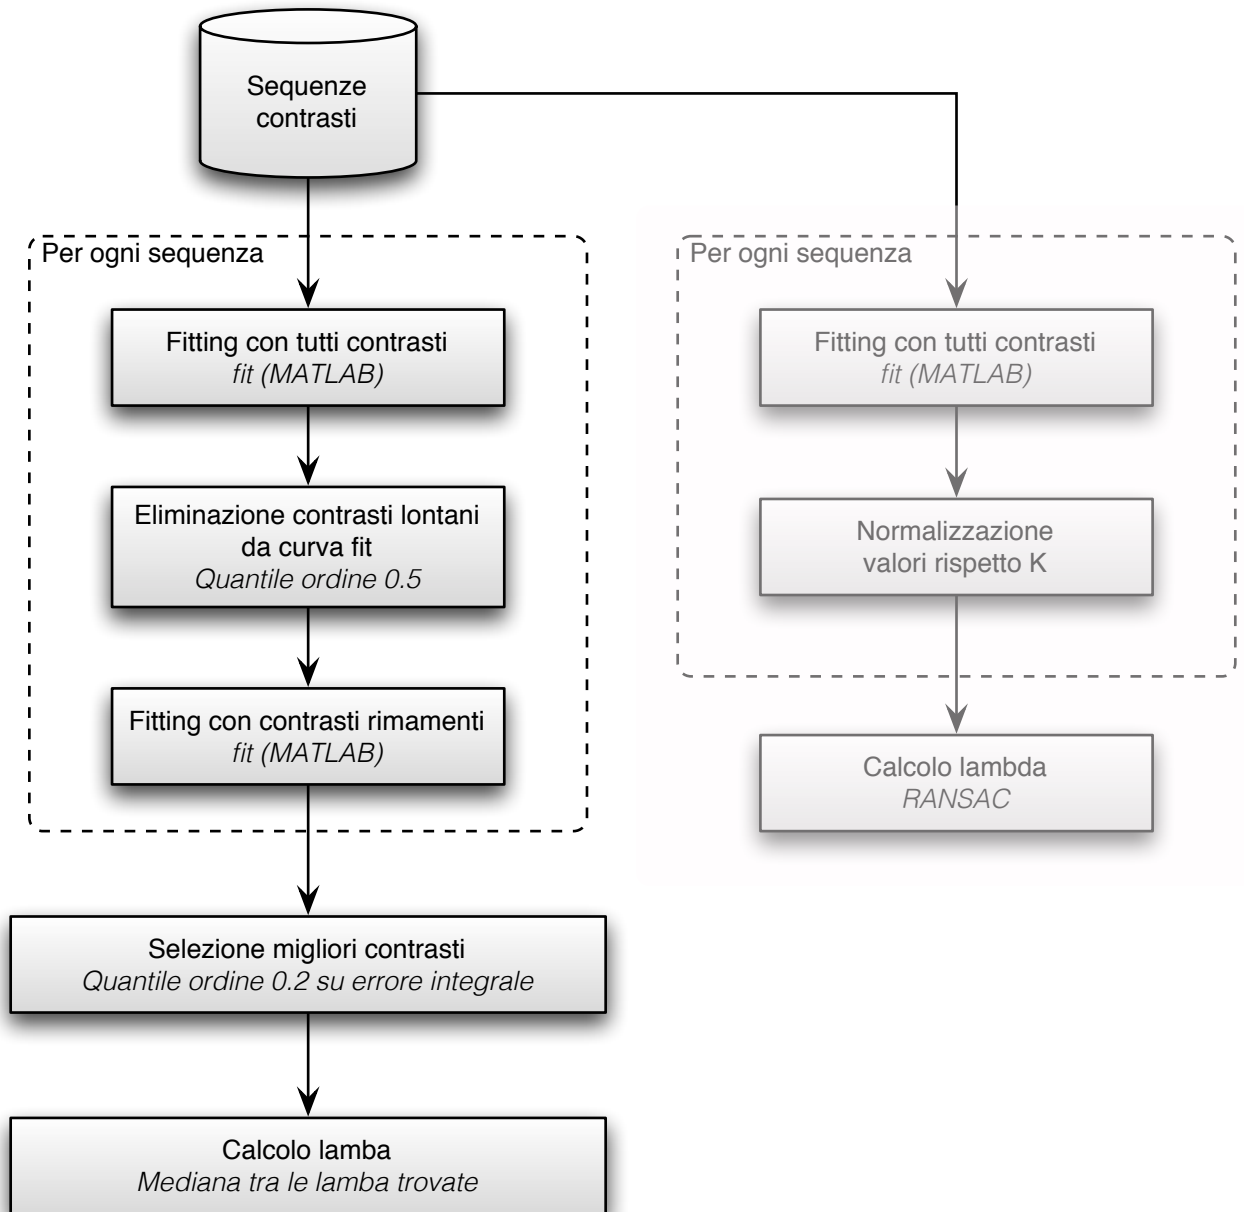 Sequenze
contrasti
Per ogni sequenza
Fitting con tutti contrasti
fit (MATLAB)
Eliminazione contrasti lontani
da curva fit
Quantile ordine 0.5
Fitting con contrasti rimamenti
fit (MATLAB)
Selezione migliori contrasti
Quantile ordine 0.2 su errore integrale
Calcolo lamba
Mediana tra le lamba trovate
Per ogni sequenza
Fitting con tutti contrasti
fit (MATLAB)
Normalizzazione
valori rispetto K
Calcolo lambda
RANSAC